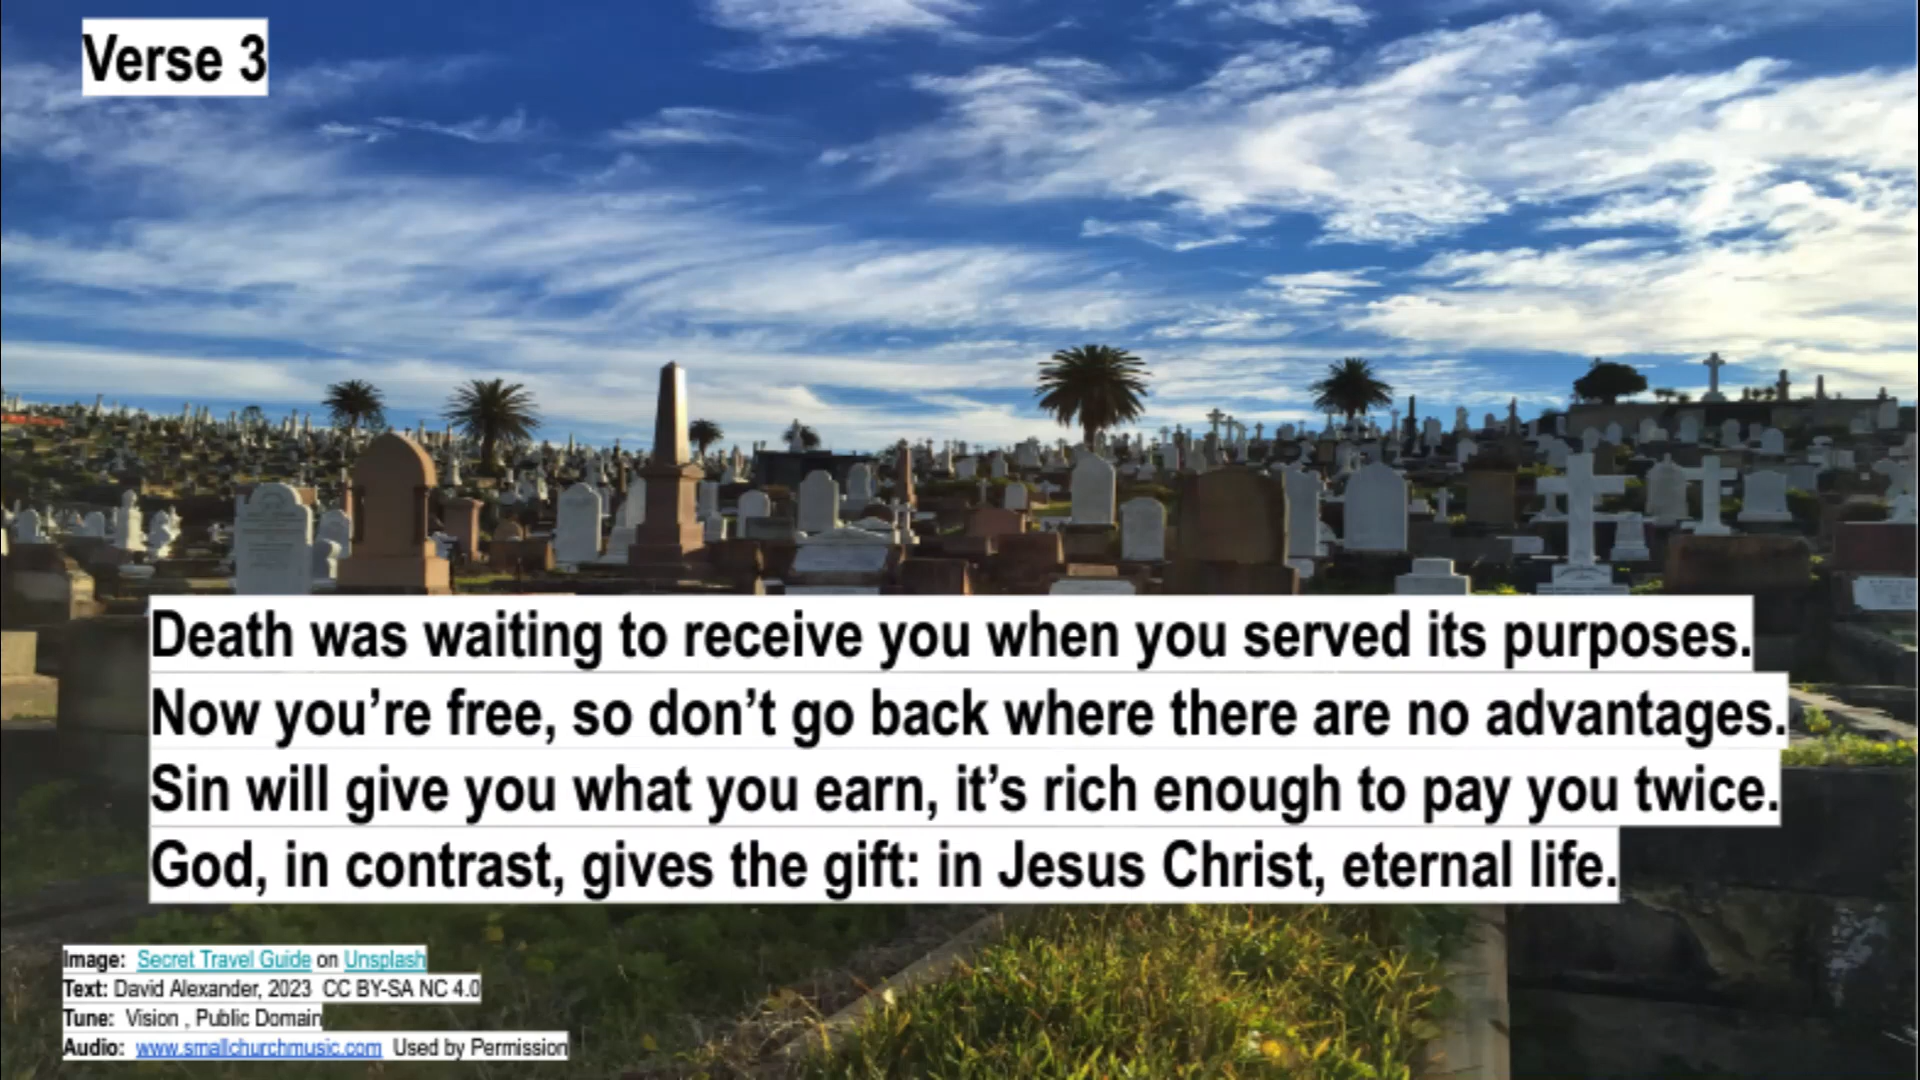 Verse 3
Death was waiting to receive you when you served its purposes.
Now you’re free, so don’t go back where there are no advantages.
Sin will give you what you earn, it’s rich enough to pay you twice.
God, in contrast, gives the gift: in Jesus Christ, eternal life.
Image: Secret Travel Guide on Unsplash
Text: David Alexander, 2023 CC BY-SA NC 4.0
Tune: Vision , Public Domain
Audio: www.smallchurchmusic.com Used by Permission